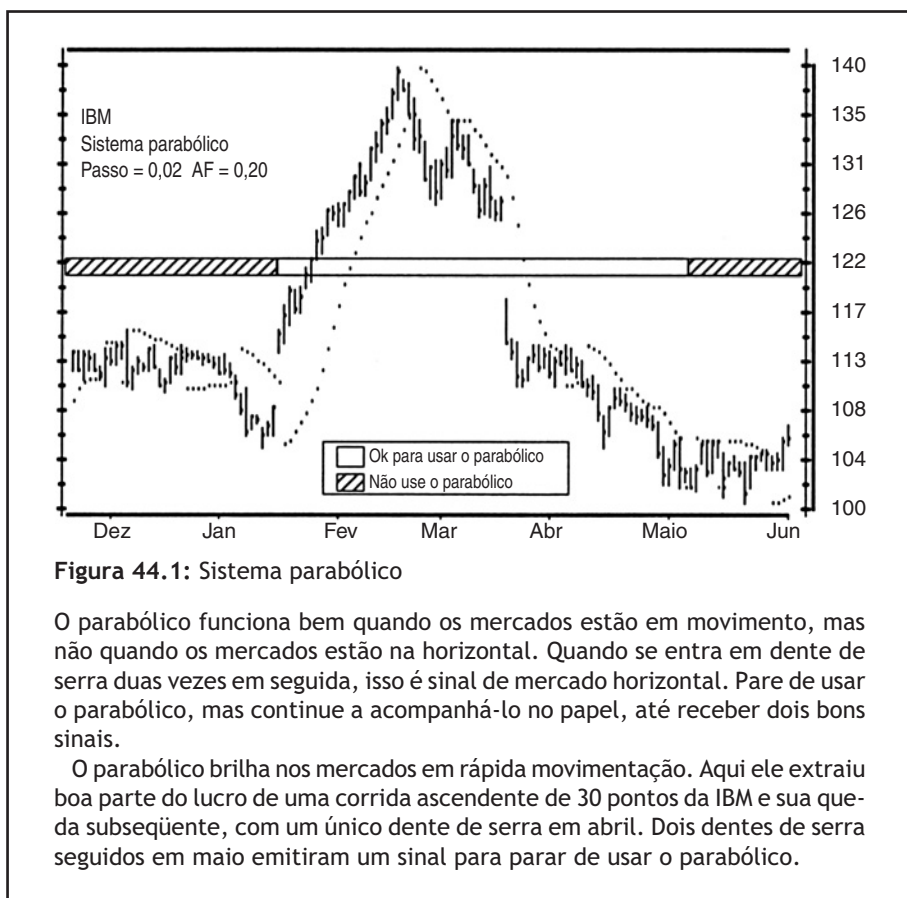 IBM
Sistema parabólico
Passo = 0,02 AF = 0,20
140
135
131
126
122
117
113
108
104
100
Ok para usar o parabólico
Não use o parabólico
Dez Jan Fev Mar Abr Maio Jun
Figura 44.1: Sistema parabólico
O parabólico funciona bem quando os mercados estão em movimento, mas
não quando os mercados estão na horizontal. Quando se entra em dente de
serra duas vezes em seguida, isso é sinal de mercado horizontal. Pare de usar
o parabólico, mas continue a acompanhá-lo no papel, até receber dois bons
sinais.
O parabólico brilha nos mercados em rápida movimentação. Aqui ele extraiu
boa parte do lucro de uma corrida ascendente de 30 pontos da IBM e sua que-
da subseqüente, com um único dente de serra em abril. Dois dentes de serra
seguidos em maio emitiram um sinal para parar de usar o parabólico.